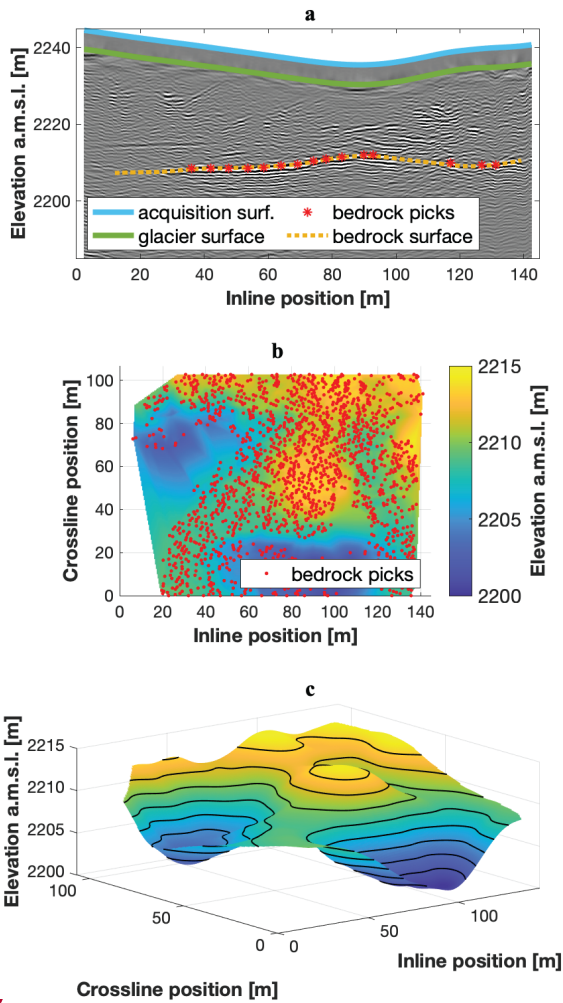 a
Elevation a.m.s.l. [m]
2240
2220
2200
acquisition surf.
bedrock picks
glacier surface
bedrock surface
0 20 40 60 80 100 120 140
Inline position [m]
b
Crossline position [m]
100
80
60
40
20
0
bedrock picks
0 20 40 60 80 100 120 140
Inline position [m]
2215
2210
2205
2200
Elevation a.m.s.l. [m]
c
Elevation a.m.s.l. [m]
2215
2210
2205
2200
100
50
0
0
50
100
Crossline position [m]
Inline position [m]